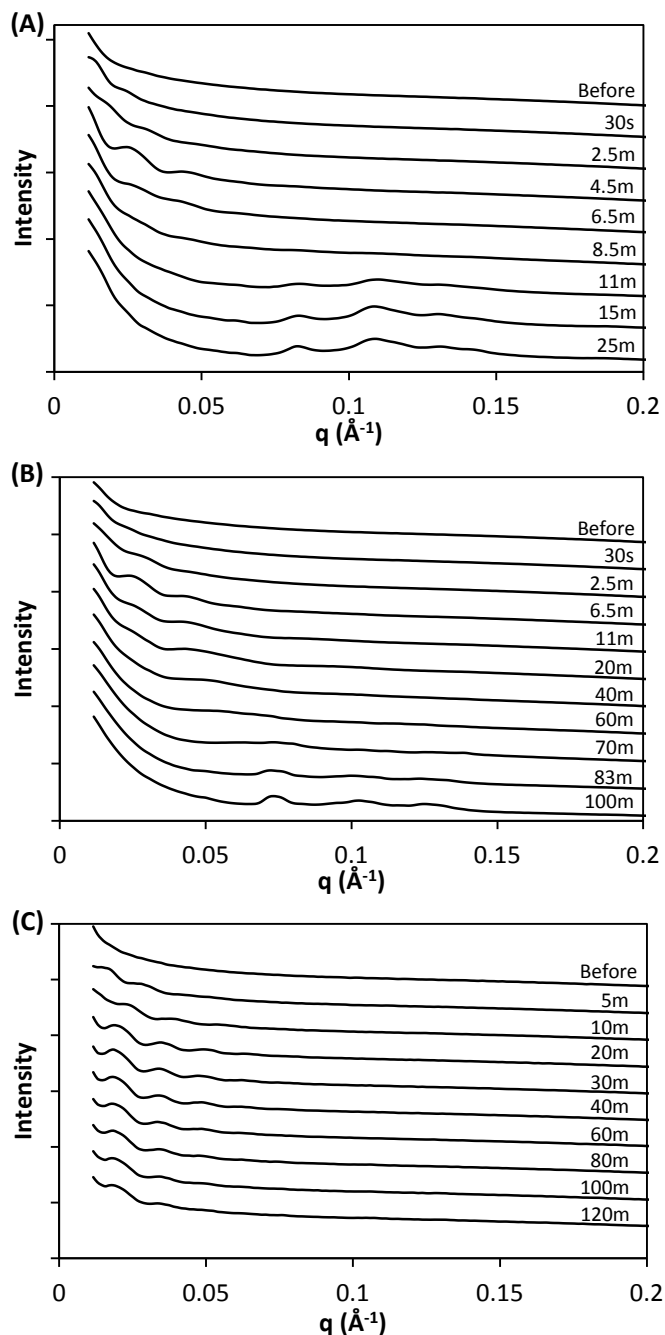 (A)
Before
30s
2.5m
4.5m
6.5m
8.5m
11m
15m
25m
Intensity
0 0.05 0.1 0.15 0.2
q (Å-1)
(B)
Before
30s
2.5m
6.5m
11m
20m
40m
60m
70m
83m
100m
Intensity
0 0.05 0.1 0.15 0.2
q (Å-1)
(C)
Before
5m
10m
20m
30m
40m
60m
80m
100m
120m
Intensity
0 0.05 0.1 0.15 0.2
q (Å-1)